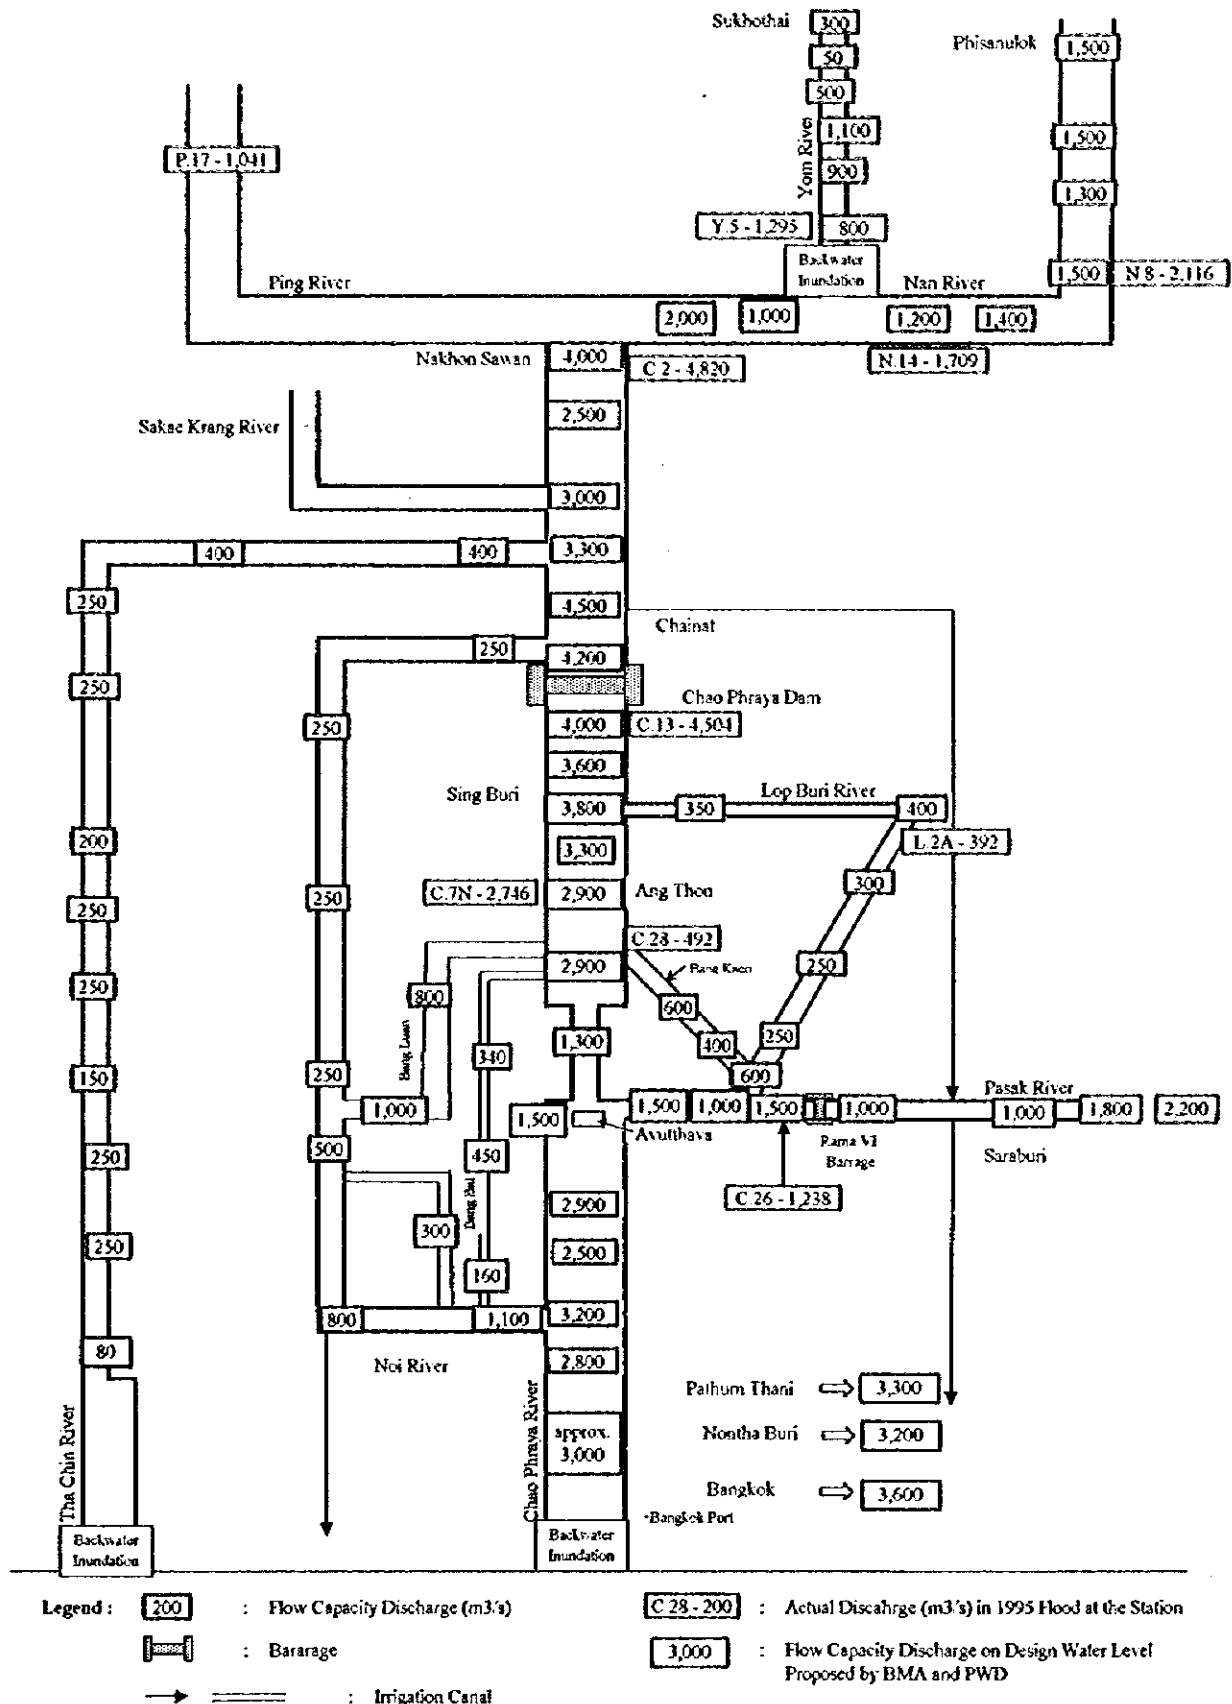 Sukhothai
300
Phisanulok
1,500
50
500
Yom River
1,100
1,500
P.17 - 1,041
900
1,300
Y.5 - 1,295
800
Backwater
Inundation
1,500
N.8 - 2,116
Ping River
Nan River
2,000
1,000
1,200
1,400
Nakhon Sawan
4,000
C.2 - 4,820
N.14 - 1,709
2,500
Sakae Krang River
3,000
400
400
3,300
250
4,500
Chainat
250
4,200
250
Chao Phraya Dam
250
4,000
C.13 - 4,504
3,600
Sing Buri
Lop Buri River
3,800
350
400
200
L.2A - 392
3,300
300
250
250
C.7N - 2,746
2,900
Ang Thon
C.28 - 492
2,900
250
250
800
600
Bang Luan
1,300
340
400
250
150
250
600
Pasak River
1,000
1,500
1,500
1,000
1,500
1,000
1,000
1,800
2,200
Rama VI
Barrage
Saraburi
250
500
450
C.26 - 1,238
2,900
250
300
2,500
160
800
1,100
3,200
80
Noi River
2,800
Pathum Thani
3,300
Tha Chin River
Chao Phraya River
approx.
3,000
Nontha Buri
3,200
Bangkok
3,600
-Bangkok Port
Backwater
Inundation
Backwater
Inundation
Legend :
200
: Flow Capacity Discharge (m3/s)
C 28 - 200
: Actual Discahrge (m3/s) in 1995 Flood at the Station
: Bararage
3,000
: Flow Capacity Discharge on Design Water Level
Proposed by BMA and PWD
: Irrigation Canal